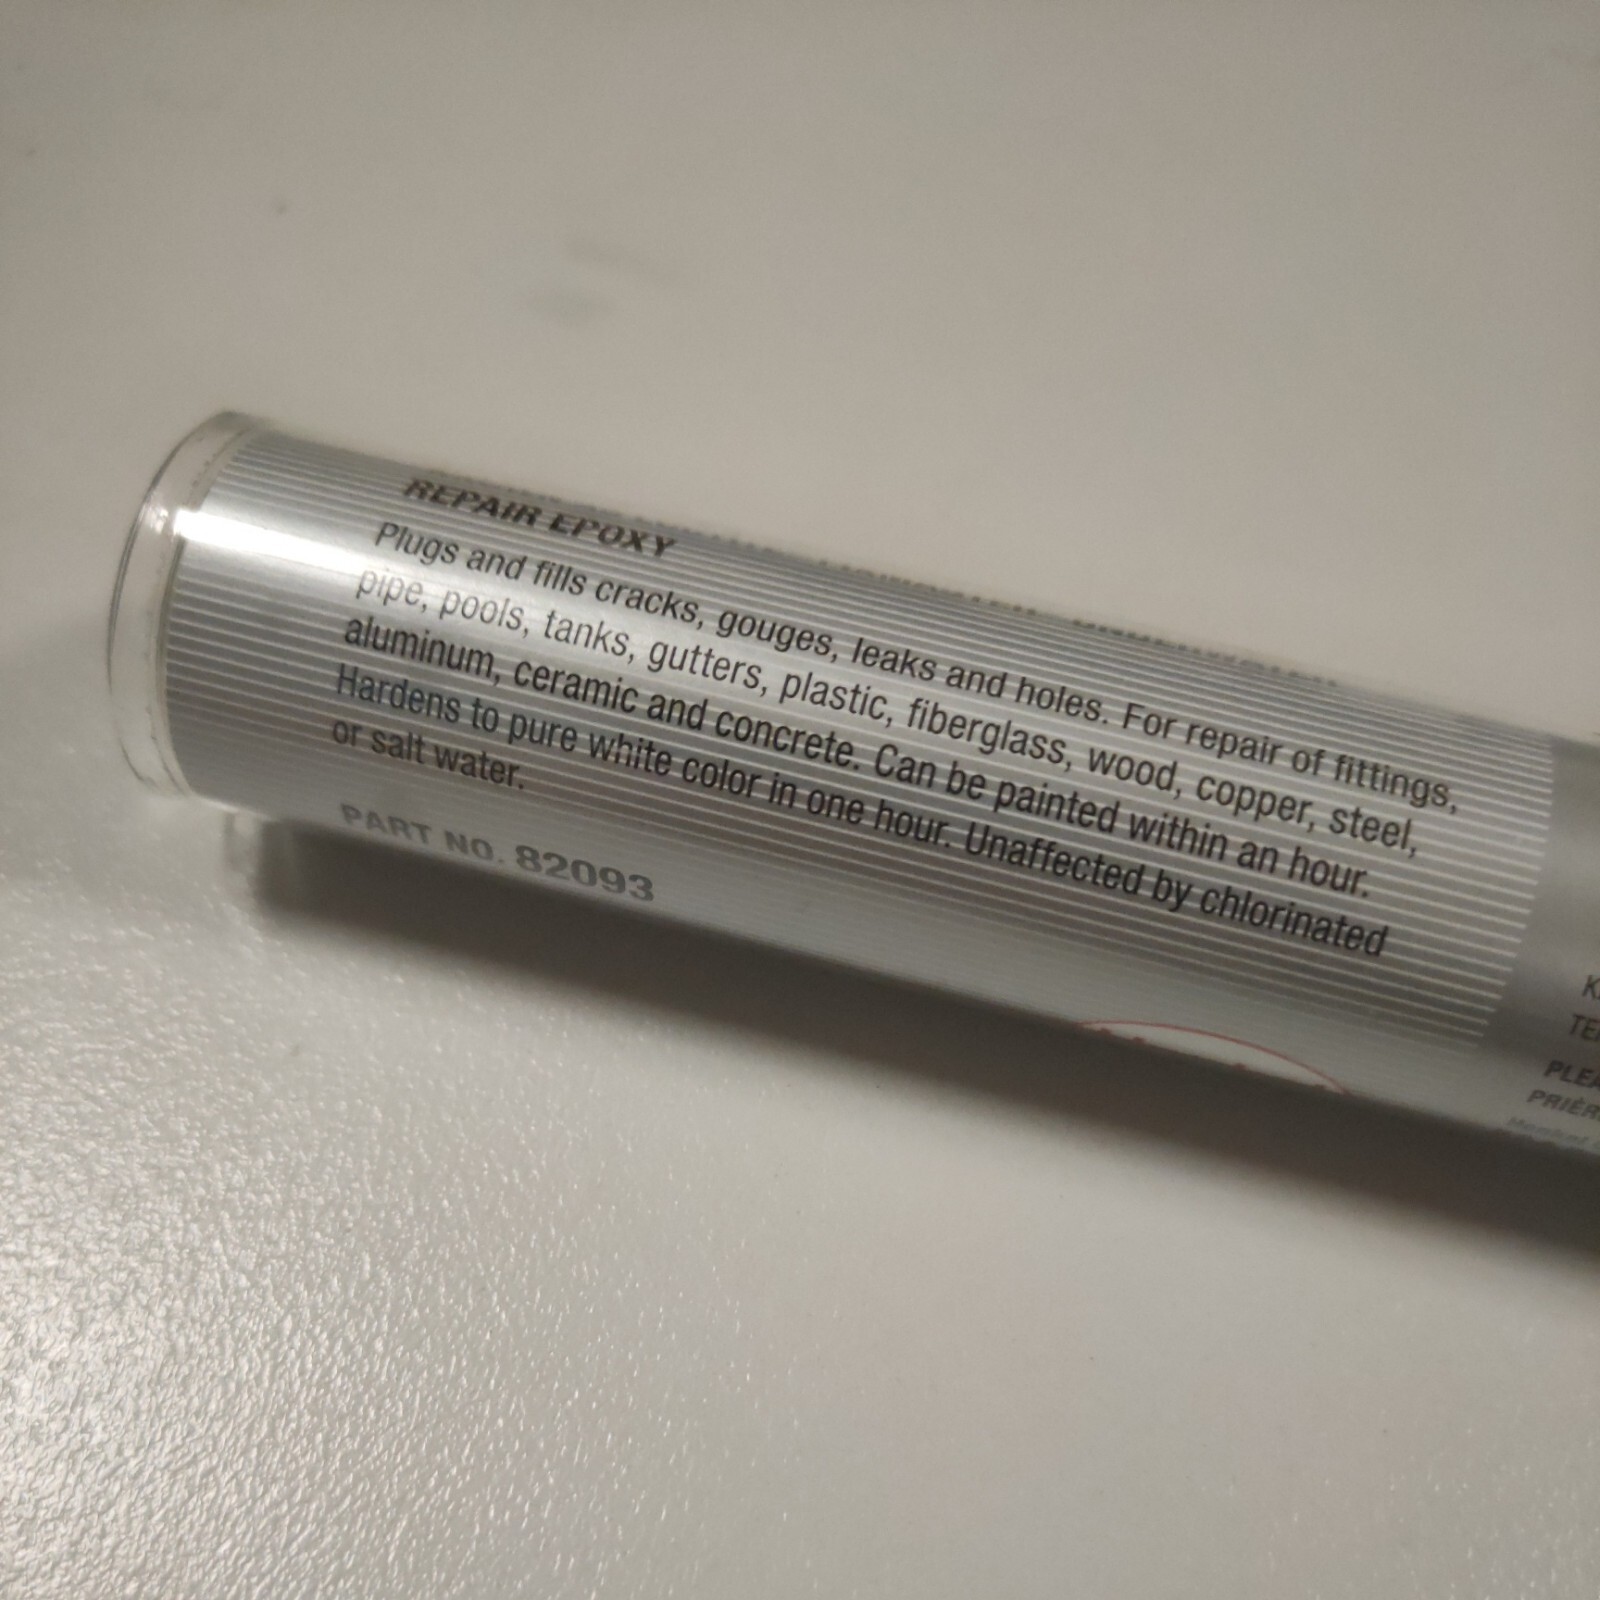 REPAIR EPOXY
Plugs and fills cracks, gouges, leaks and holes. For repair of fittings,
pipe, pools, tanks, gutters, plastic, fiberglass, wood, copper, steel,
aluminum, ceramic and concrete. Can be painted within an hour.
Hardens to pure white color in one hour. Unaffected by chlorinated
or salt water.
PART NO. 82093